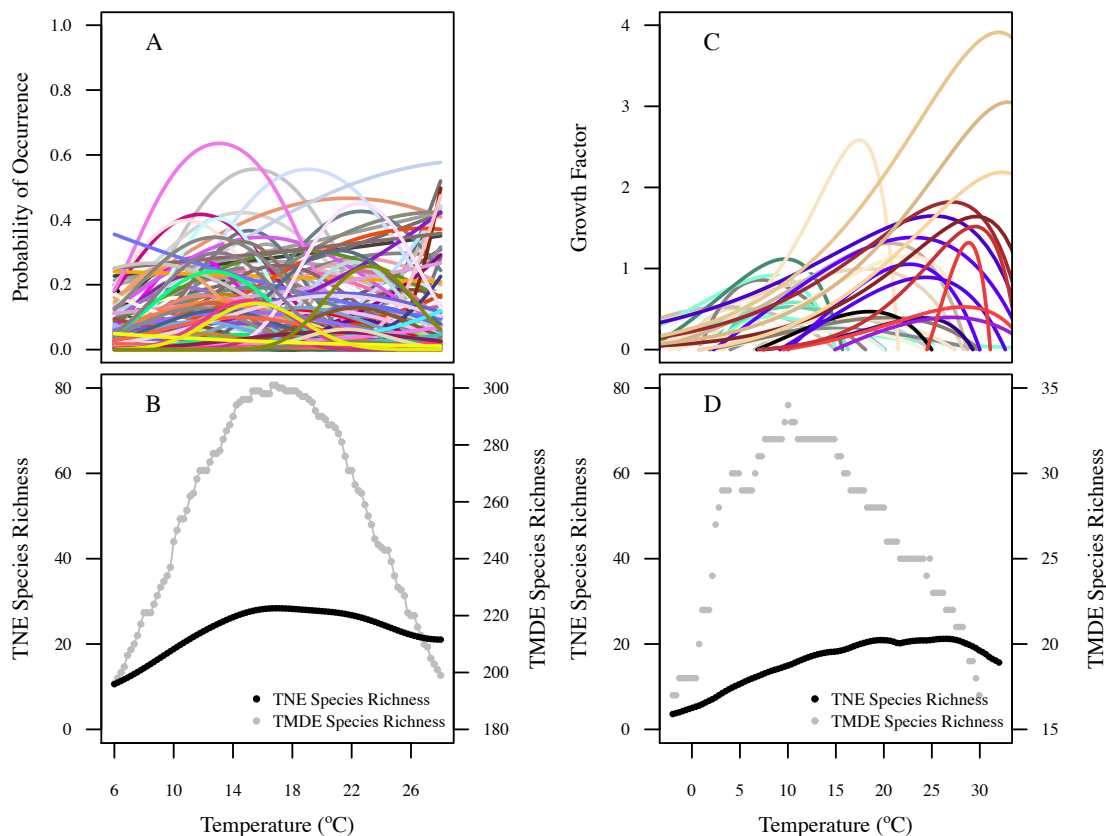 A
Probability of Occurrence
1.0
0.8
0.6
0.4
0.2
0.0
C
Growth Factor
4
3
2
1
0
B
TNE Species Richness
80
60
40
20
0
TMDE Species Richness
300
280
260
240
220
200
180
TNE Species Richness
TMDE Species Richness
6
10
14
18
22
26
Temperature (ºC)
D
TNE Species Richness
80
60
40
20
0
TMDE Species Richness
35
30
25
20
15
TNE Species Richness
TMDE Species Richness
0
5
10
15
20
25
30
Temperature (ºC)